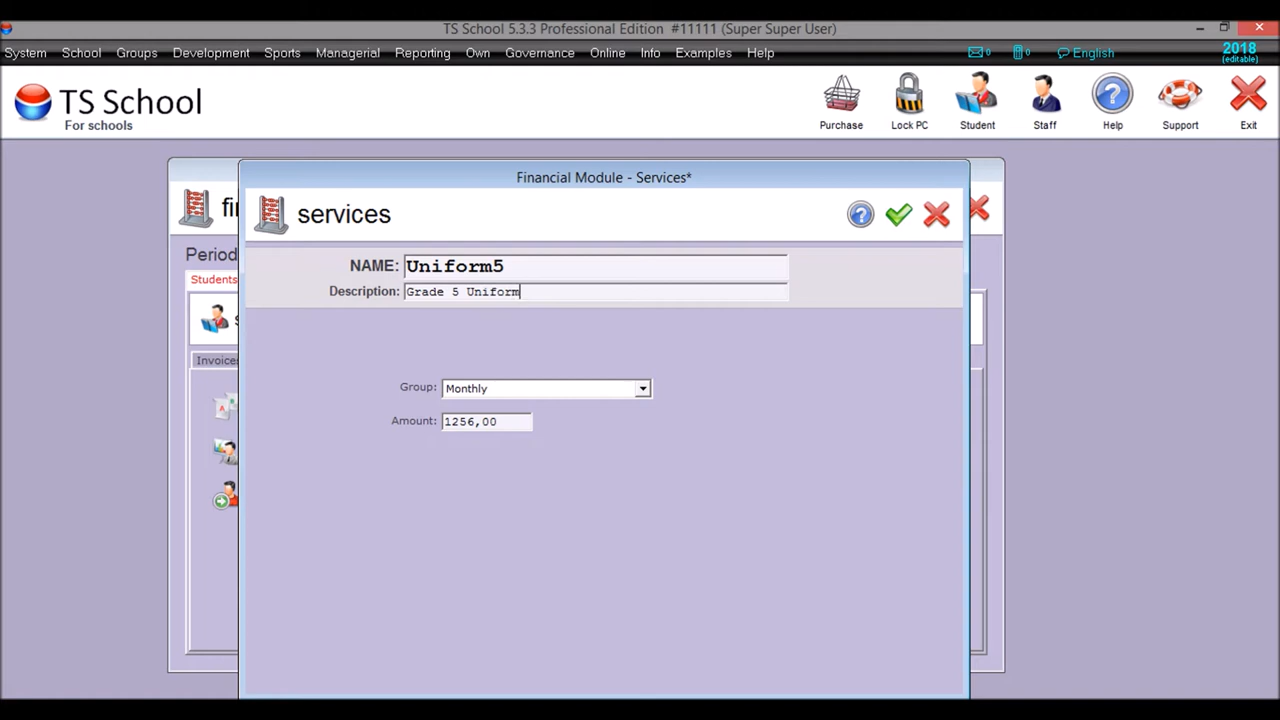 TS School 5.3.3 Professional Edition #11111 (Super Super User)
System School Groups Development Sports Managerial Reporting Own Governance Online Info Examples Help 0 0 English 2018
(editable)
TS School
For schools
Purchase Lock PC Student Staff Help Support Exit
Financial Module - Services*
services
Period
NAME: Uniform5
Students
Description: Grade 5 Uniform
Invoices
Group: Monthly
Amount: 1256,00